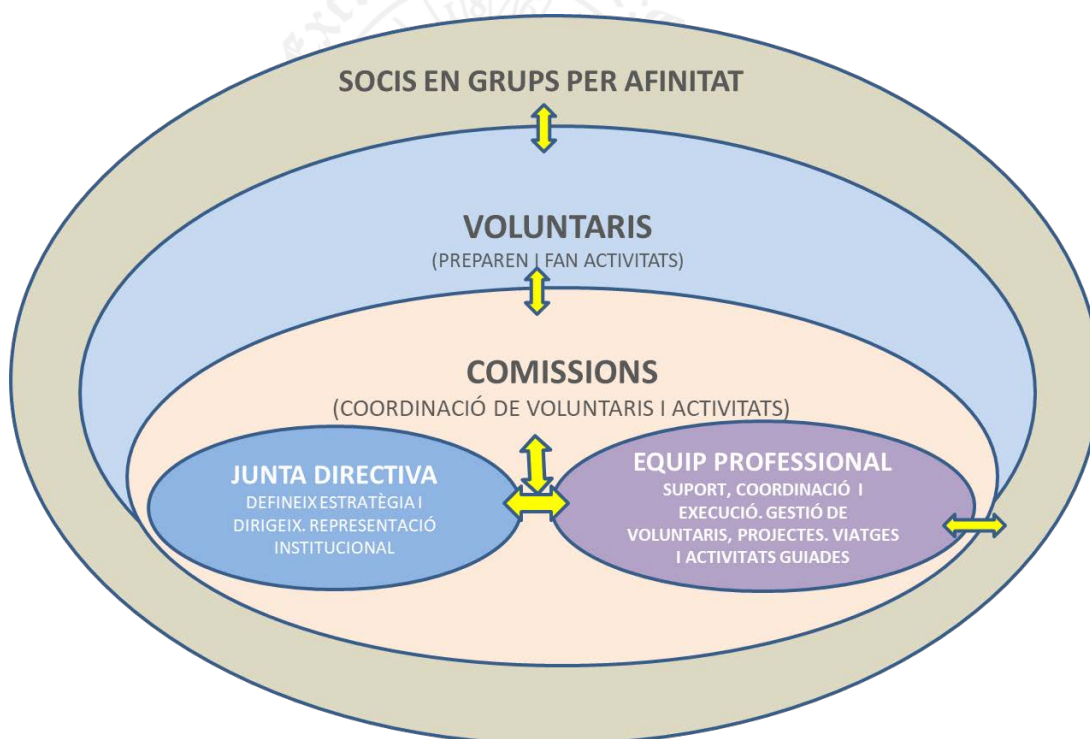 SOCIS EN GRUPS PER AFINITAT
VOLUNTARIS
(PREPAREN I FAN ACTIVITATS)
COMISSIONS
(COORDINACIÓ DE VOLUNTARIS I ACTIVITATS)
JUNTA DIRECTIVA
DEFINEIX ESTRATÈGIA I
DIRIGEIX. REPRESENTACIÓ
INSTITUCIONAL
EQUIP PROFESSIONAL
SUPORT, COORDINACIÓ I
EXECUCIÓ. GESTIÓ DE
VOLUNTARIS, PROJECTES. VIATGES
I ACTIVITATS GUIADES